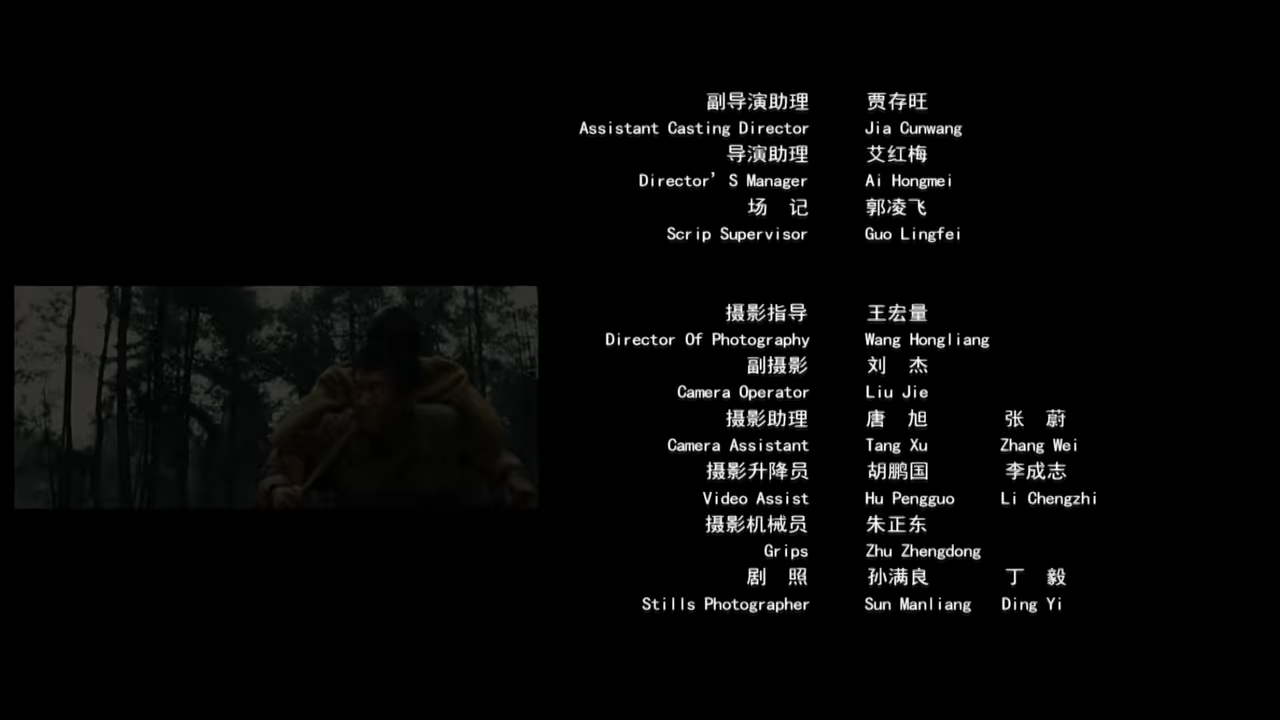 副导演助理 贾存旺
Assistant Casting Director Jia Cunwang
导演助理 艾红梅
Director' S Manager Ai Hongmei
场 记 郭凌飞
Scrip Supervisor Guo Lingfei
摄影指导 王宏量
Director Of Photography Wang Hongliang
副摄影 刘 杰
Camera Operator Liu Jie
摄影助理 唐 旭 张 蔚
Camera Assistant Tang Xu Zhang Wei
摄影升降员 胡鹏国 李成志
Video Assist Hu Pengguo Li Chengzhi
摄影机械员 朱正东
Grips Zhu Zhengdong
剧 照 孙满良 丁 毅
Stills Photographer Sun Manliang Ding Yi